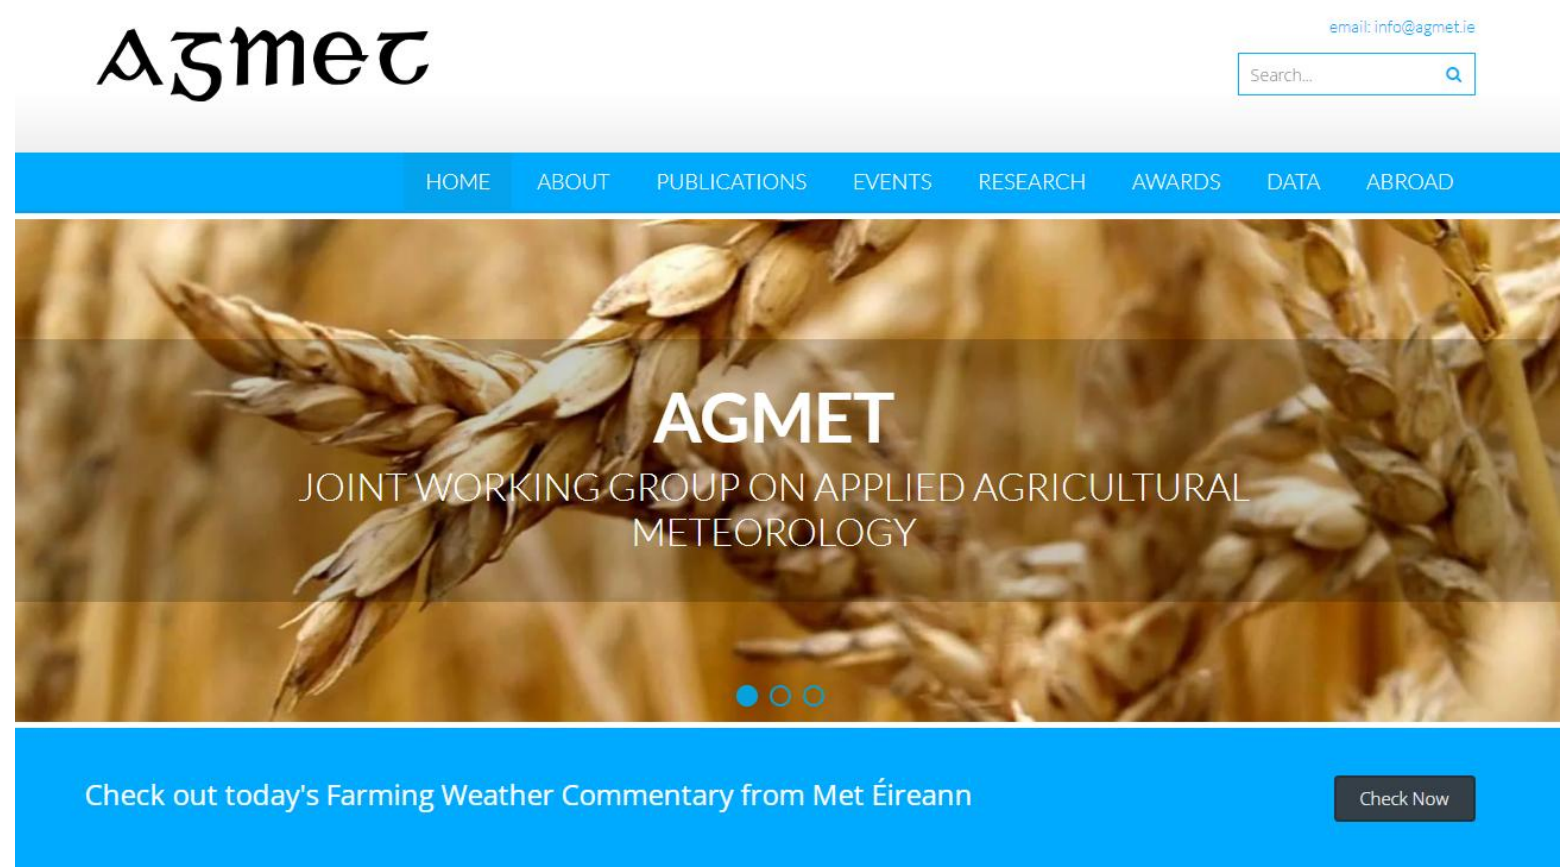 Agmet
email: info@agmet.ie
Search...
HOME ABOUT PUBLICATIONS EVENTS RESEARCH AWARDS DATA ABROAD
AGMET
JOINT WORKING GROUP ON APPLIED AGRICULTURAL
METEOROLOGY
Check out today's Farming Weather Commentary from Met Éireann
Check Now